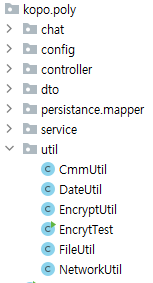 kopo.poly
chat
config
controller
dto
persistance.mapper
service
util
CmmUtil
DateUtil
EncryptUtil
EncrytTest
FileUtil
NetworkUtil